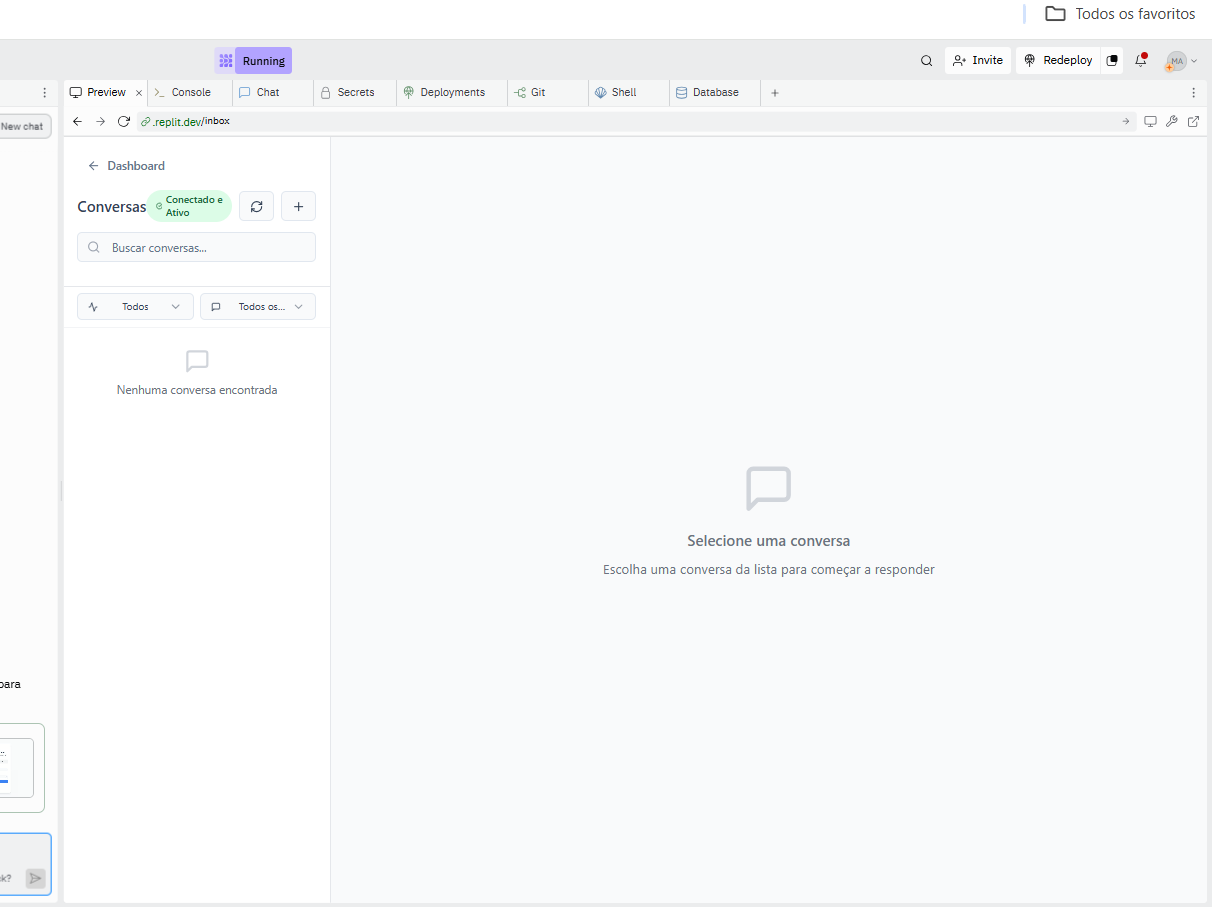 Todos os favoritos
Running
Invite
Redeploy
MA
Preview
Console
Chat
Secrets
Deployments
Git
Shell
Database
New chat
.replit.dev/inbox
Dashboard
Conversas
Conectado e
Ativo
Buscar conversas...
Todos
Todos os...
Nenhuma conversa encontrada
Selecione uma conversa
Escolha uma conversa da lista para começar a responder
para